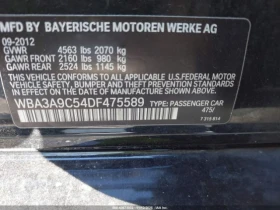 MFD BY BAYERISCHE MOTOREN WERKE AG
09-2012
GVWR 4563 lbs 2070 kg
GAWR FRONT 2160 lbs 980 kg
GAWR REAR 2524 lbs 1145 kg
THIS VEHICLE CONFORMS TO ALL APPLICABLE
FEDERAL MOTOR VEHICLE SAFETY, BUMPER, AND
THEFT PREVENTION STANDARDS IN EFFECT ON THE
DATE OF MANUFACTURE SHOWN ABOVE.
WBA3A9C54DF475589 TYPE: PASSENGER CAR
475/
7 315 614